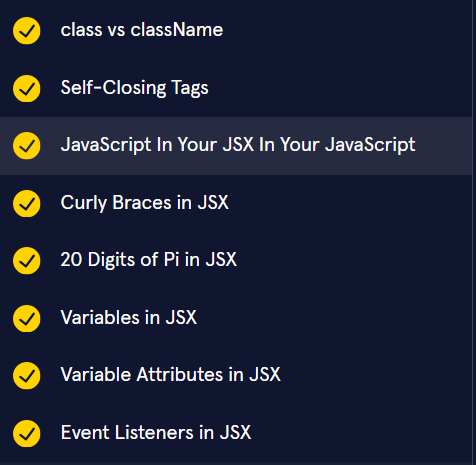 class vs className
Self-Closing Tags
JavaScript In Your JSX In Your JavaScript
Curly Braces in JSX
20 Digits of Pi in JSX
Variables in JSX
Variable Attributes in JSX
Event Listeners in JSX